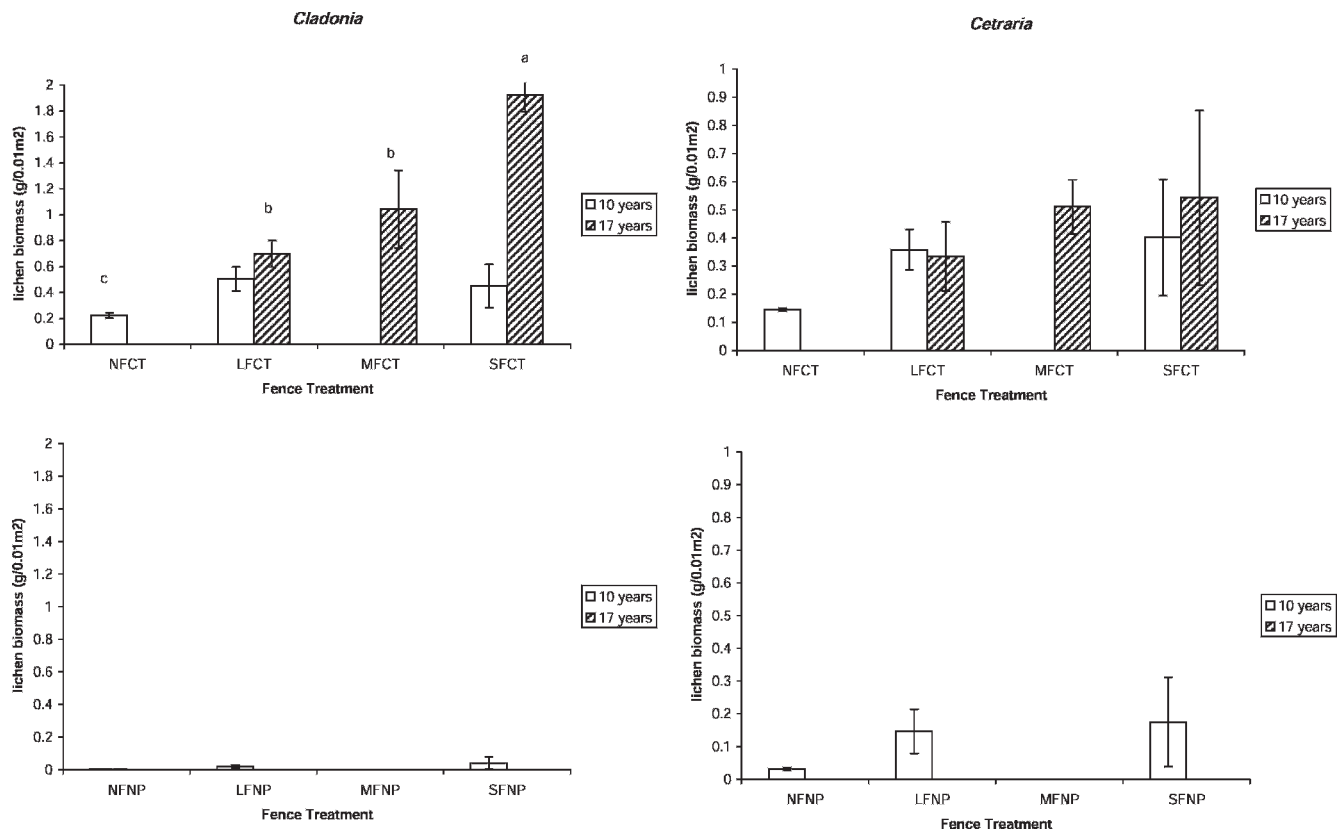 Cladonia
a
2
1.8
1.6
1.4
1.2
1
0.8
0.6
0.4
0.2
0
lichen biomass (g/0.01m2)
b
b
c
NFCT LFCT MFCT SFCT
Fence Treatment
10 years
17 years
Cetraria
1
0.9
0.8
0.7
0.6
0.5
0.4
0.3
0.2
0.1
0
lichen biomass (g/0.01m2)
NFCT LFCT MFCT SFCT
Fence Treatment
10 years
17 years
2
1.8
1.6
1.4
1.2
1
0.8
0.6
0.4
0.2
0
lichen biomass (g/0.01m2)
NFNP LFNP MFNP SFNP
Fence Treatment
10 years
17 years
1
0.9
0.8
0.7
0.6
0.5
0.4
0.3
0.2
0.1
0
lichen biomass (g/0.01m2)
NFNP LFNP MFNP SFNP
Fence Treatment
10 years
17 years